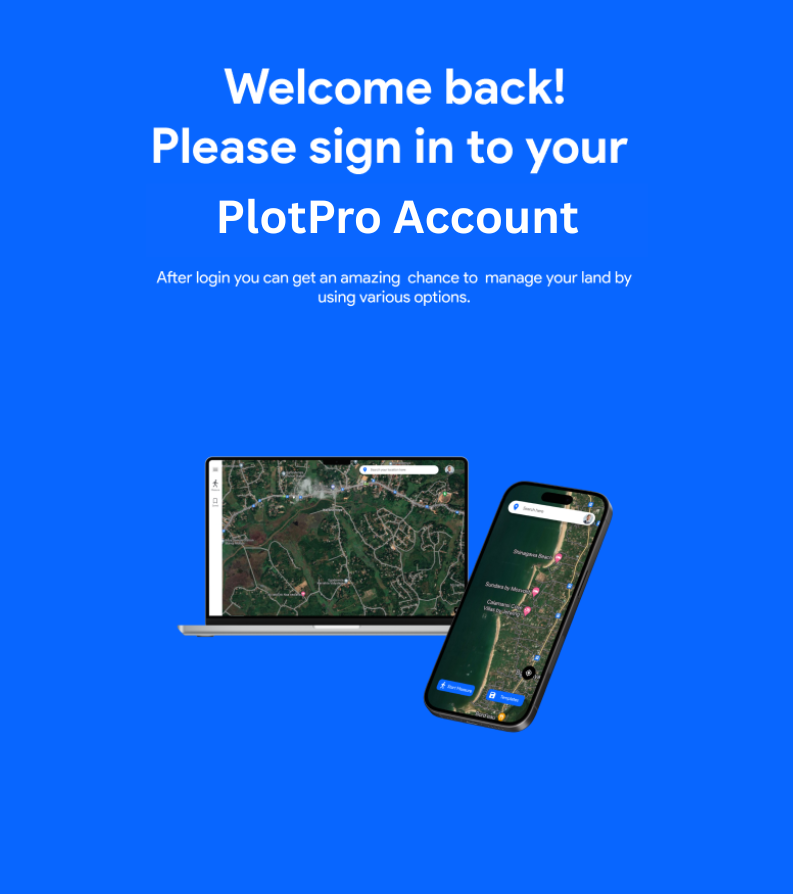 Welcome back!
Please sign in to your
PlotPro Account
After login you can get an amazing chance to manage your land by
using various options.
Search here
Start Measure
Templates